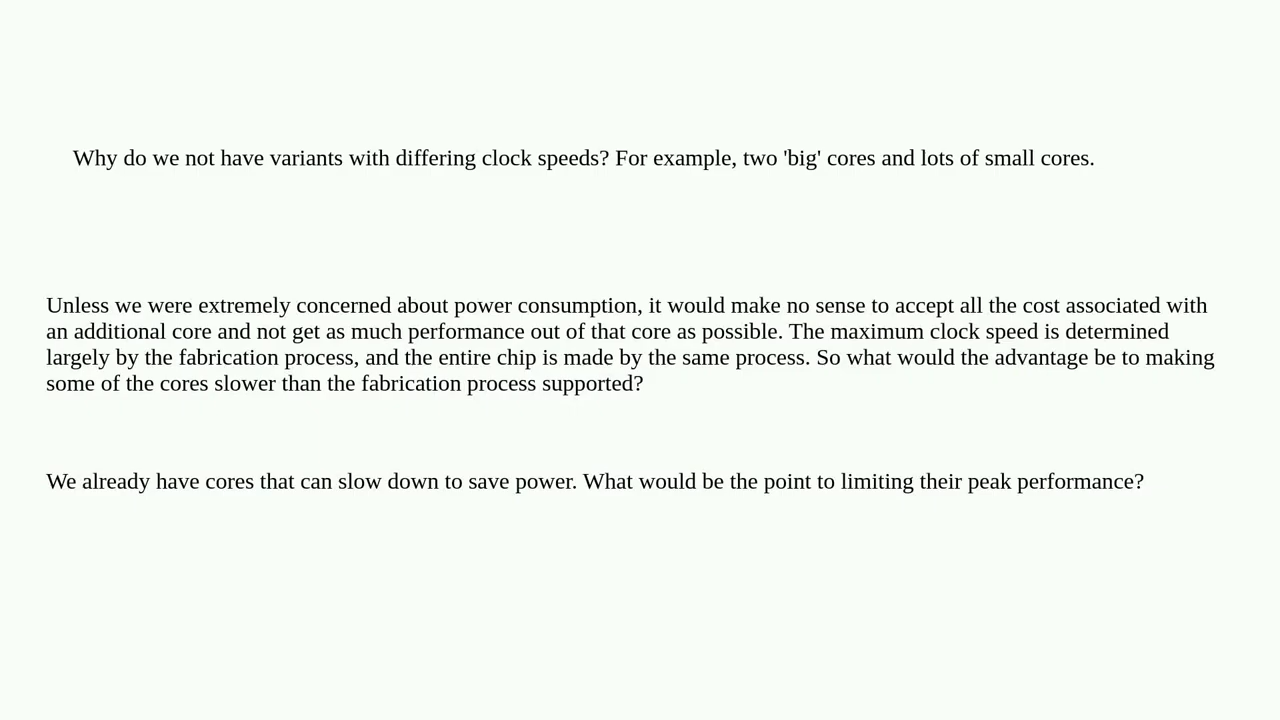 Why do we not have variants with differing clock speeds? For example, two 'big' cores and lots of small cores.
Unless we were extremely concerned about power consumption, it would make no sense to accept all the cost associated with
an additional core and not get as much performance out of that core as possible. The maximum clock speed is determined
largely by the fabrication process, and the entire chip is made by the same process. So what would the advantage be to making
some of the cores slower than the fabrication process supported?
We already have cores that can slow down to save power. What would be the point to limiting their peak performance?